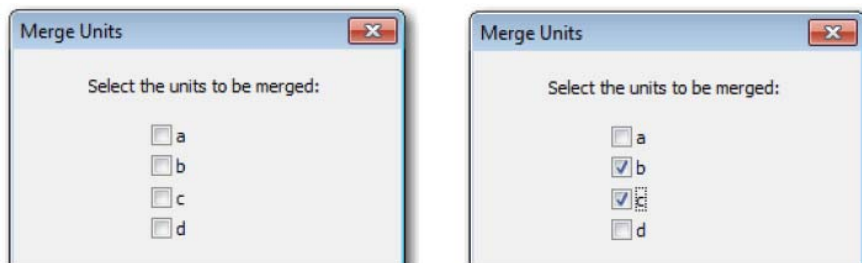 Merge Units
Select the units to be merged:
a
b
c
d
Merge Units
Select the units to be merged:
a
b
c
d